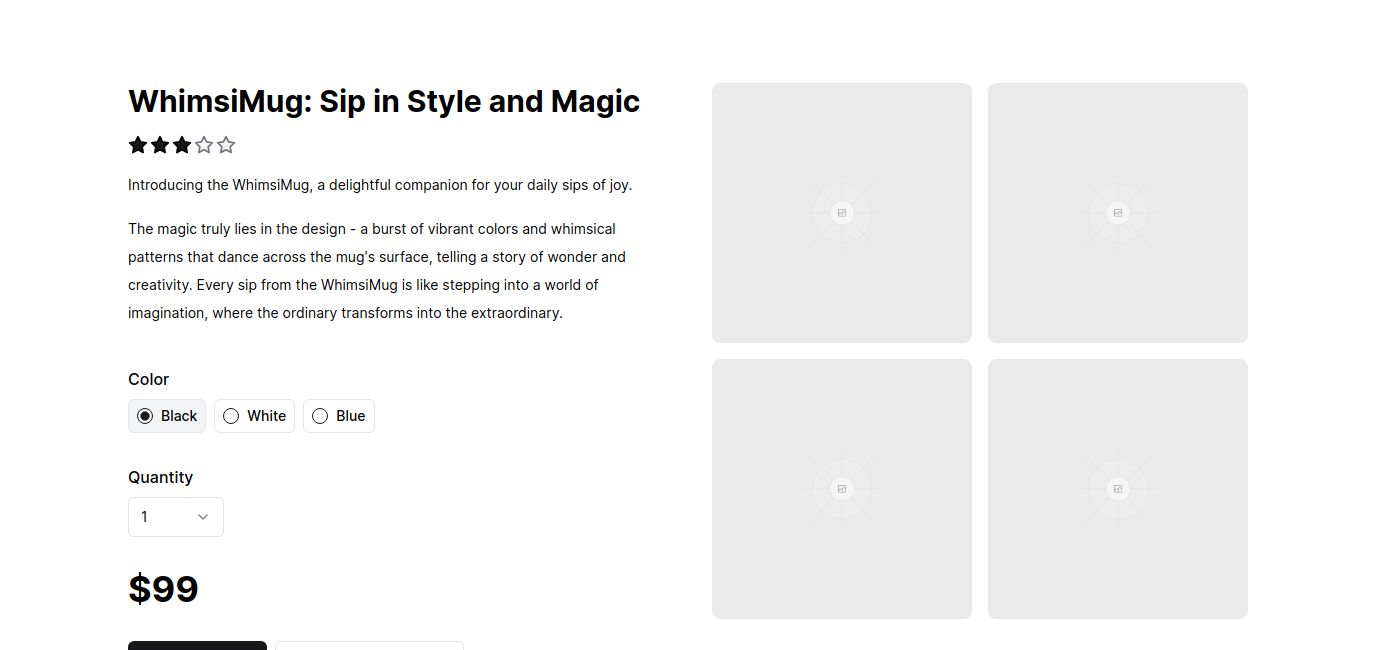 WhimsiMug: Sip in Style and Magic
Introducing the WhimsiMug, a delightful companion for your daily sips of joy.
The magic truly lies in the design - a burst of vibrant colors and whimsical
patterns that dance across the mug's surface, telling a story of wonder and
creativity. Every sip from the WhimsiMug is like stepping into a world of
imagination, where the ordinary transforms into the extraordinary.
Color
Black White Blue
Quantity
1
$99